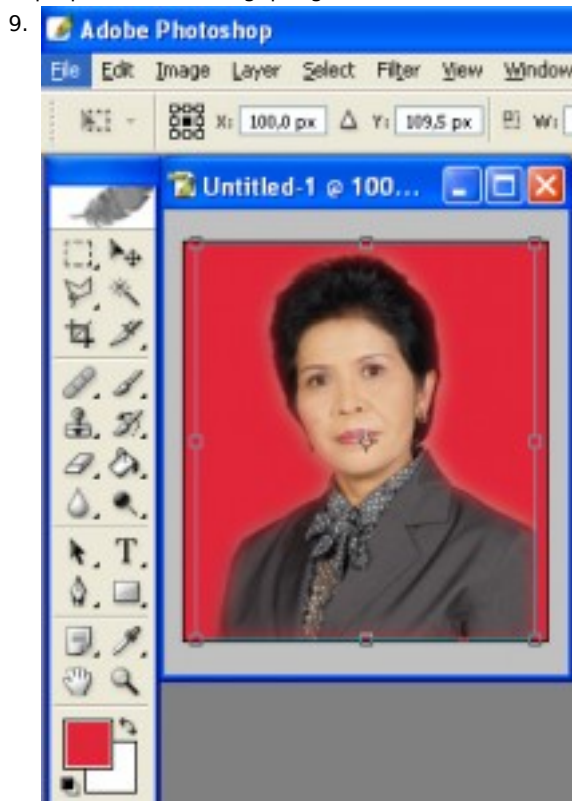 9.
Adobe Photoshop
File Edit Image Layer Select Filter View Window
X: 100,0 px Y: 109,5 px W:
Untitled-1 @ 100...
T